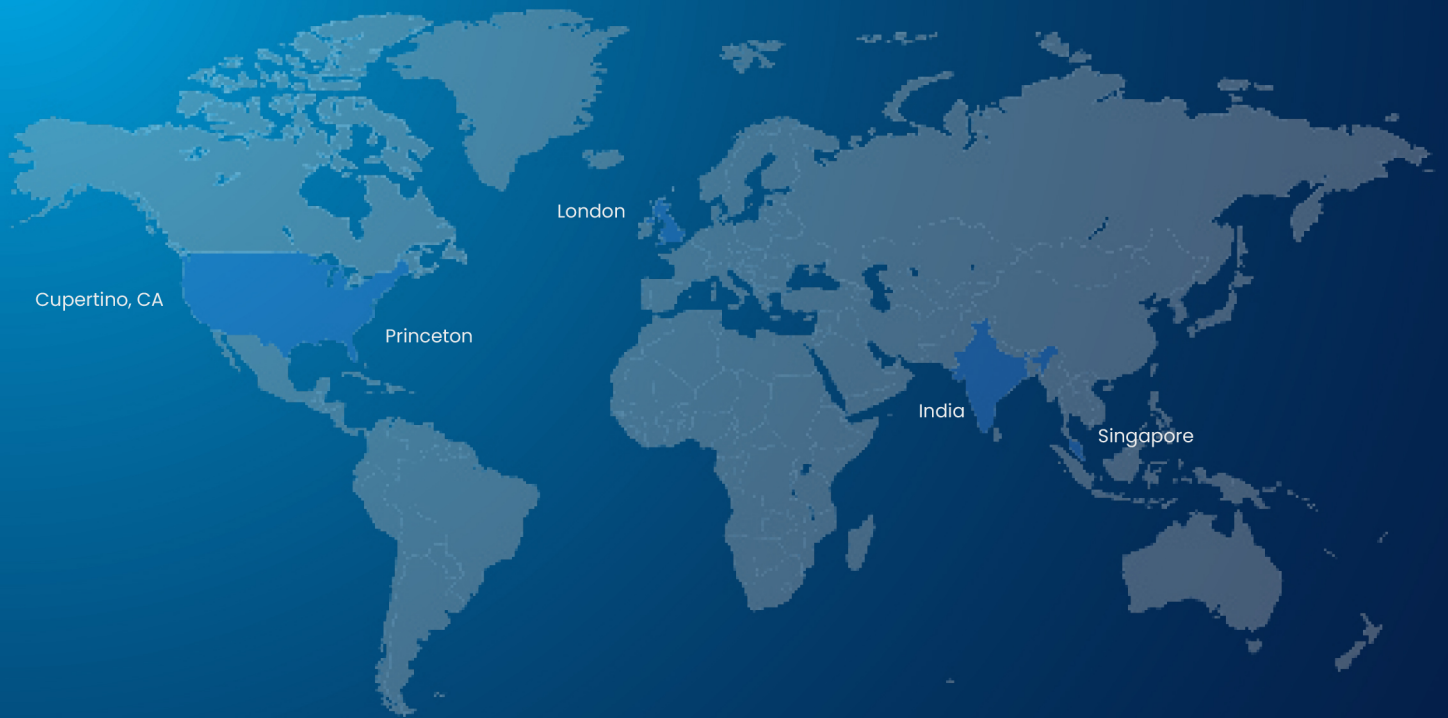 London
Cupertino, CA
Princeton
India
Singapore